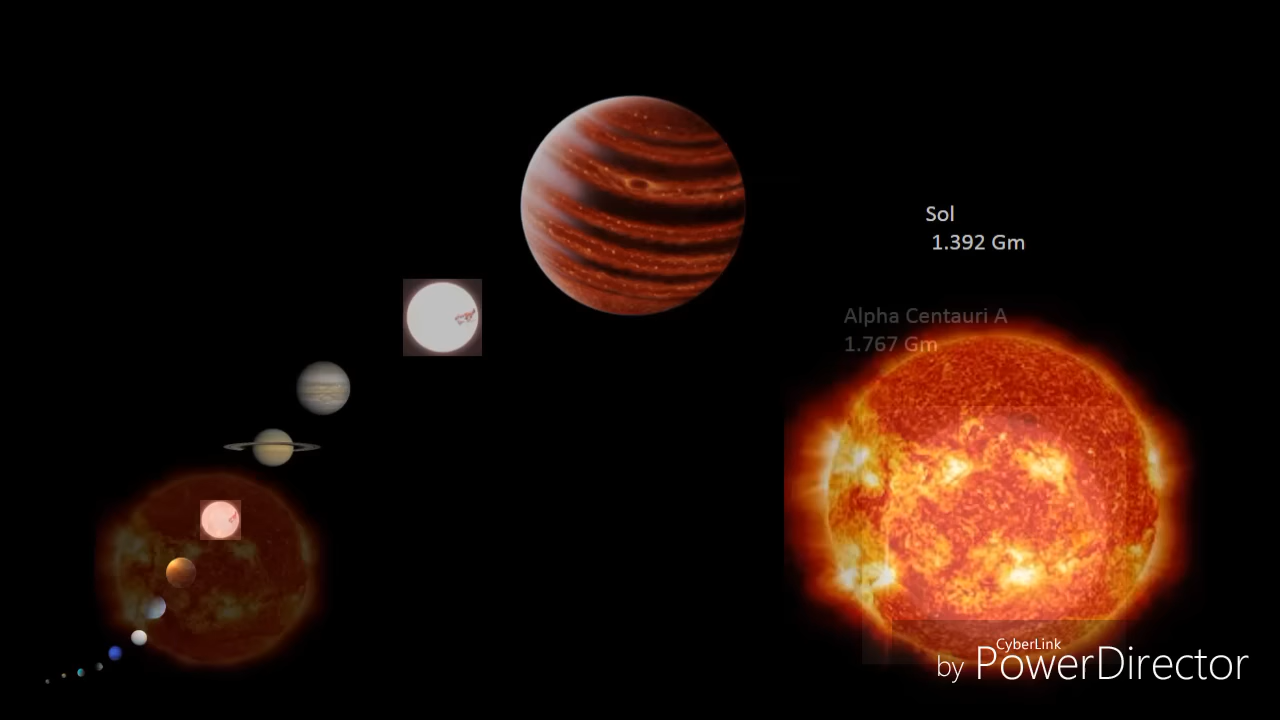 Sol
1.392 Gm
Alpha Centauri A
1.767 Gm
CyberLink
by PowerDirector